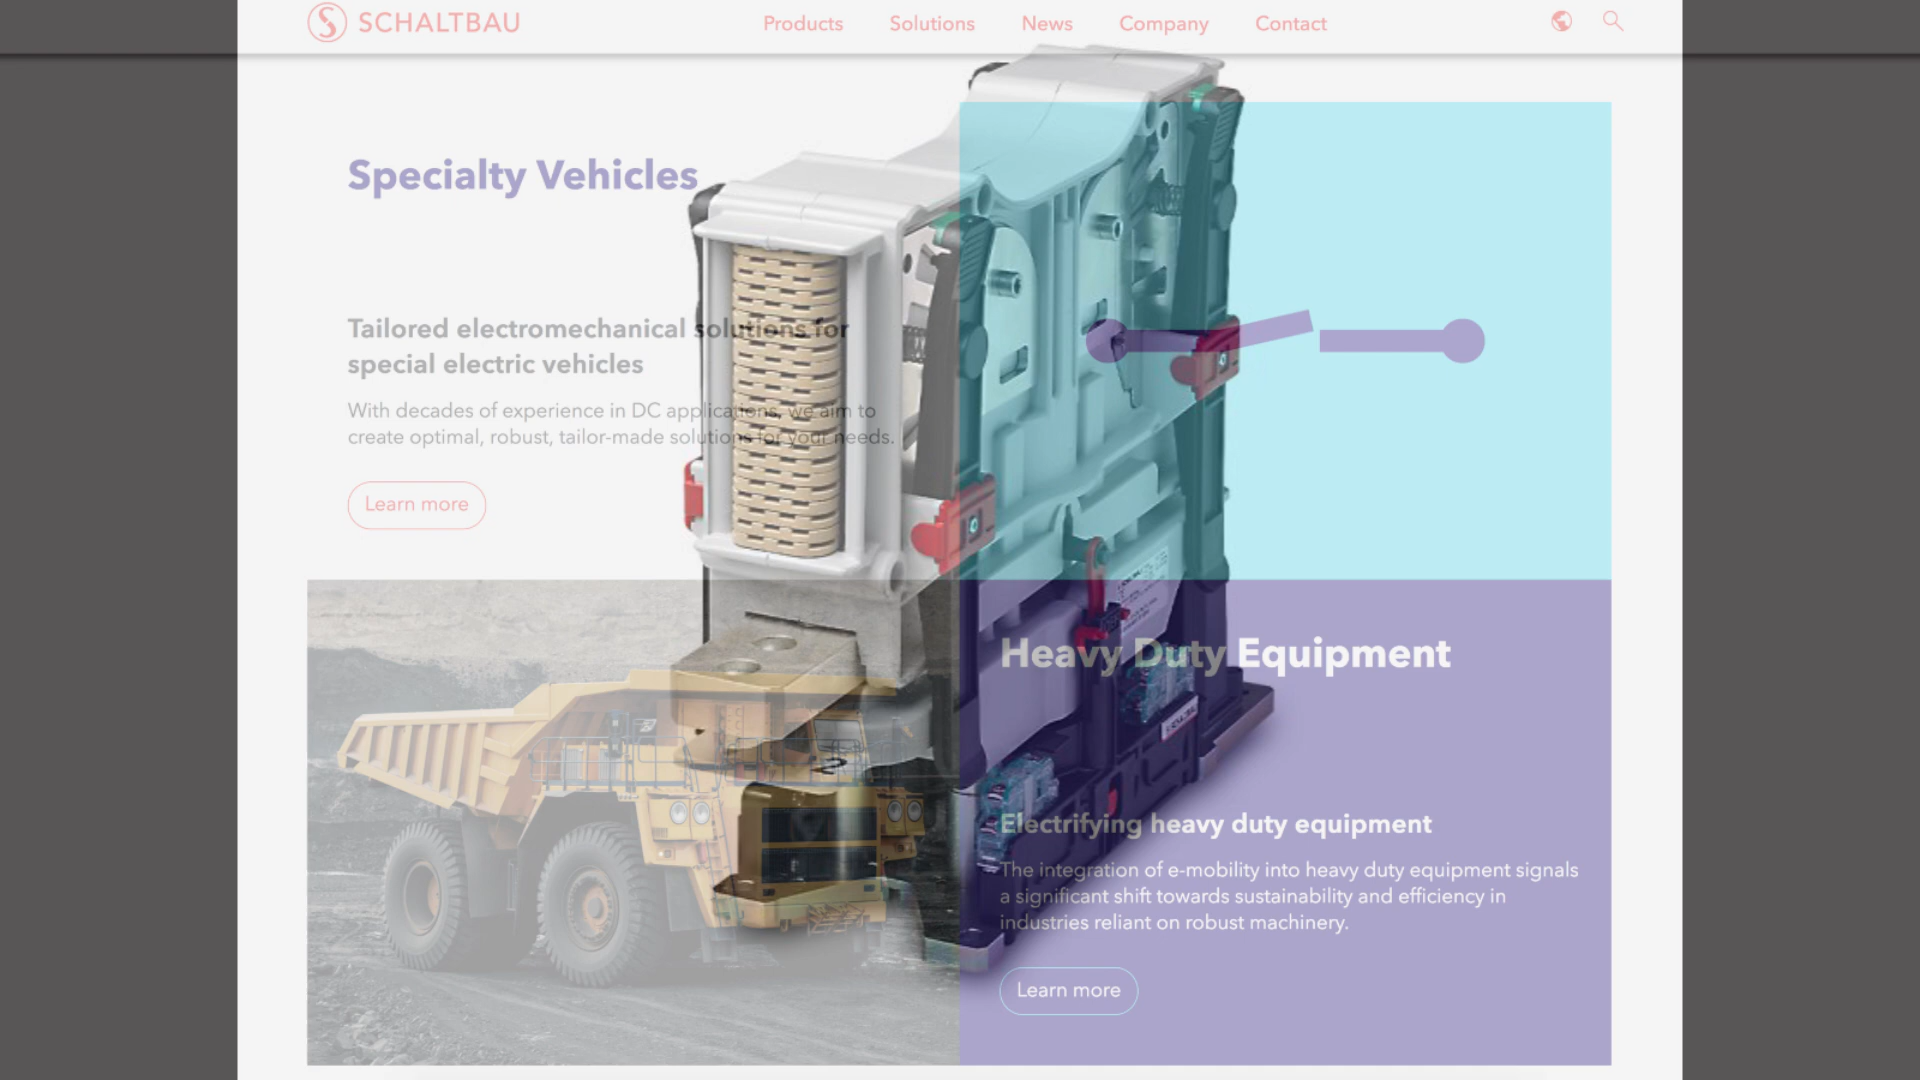 SCHALTBAU
Products
Solutions
News
Company
Contact
Specialty Vehicles
Tailored electromechanical solutions for
special electric vehicles
With decades of experience in DC applications, we aim to
create optimal, robust, tailor-made solutions for your needs.
Learn more
Heavy Duty Equipment
Electrifying heavy duty equipment
The integration of e-mobility into heavy duty equipment signals
a significant shift towards sustainability and efficiency in
industries reliant on robust machinery.
Learn more